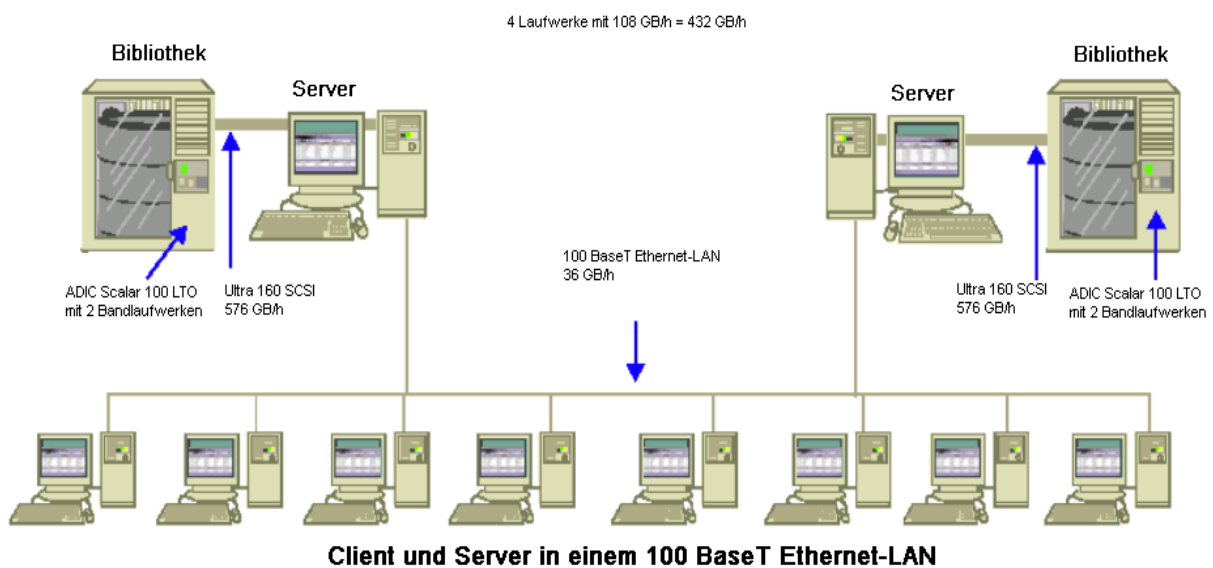 4 Laufwerke mit 108 GB/h = 432 GB/h
Bibliothek
Bibliothek
Server
Server
100 BaseT Ethernet-LAN
36 GB/h
ADIC Scalar 100 LTO
mit 2 Bandlaufwerken
Ultra 160 SCSI
576 GB/h
Ultra 160 SCSI
576 GB/h
ADIC Scalar 100 LTO
mit 2 Bandlaufwerken
Client und Server in einem 100 BaseT Ethernet-LAN